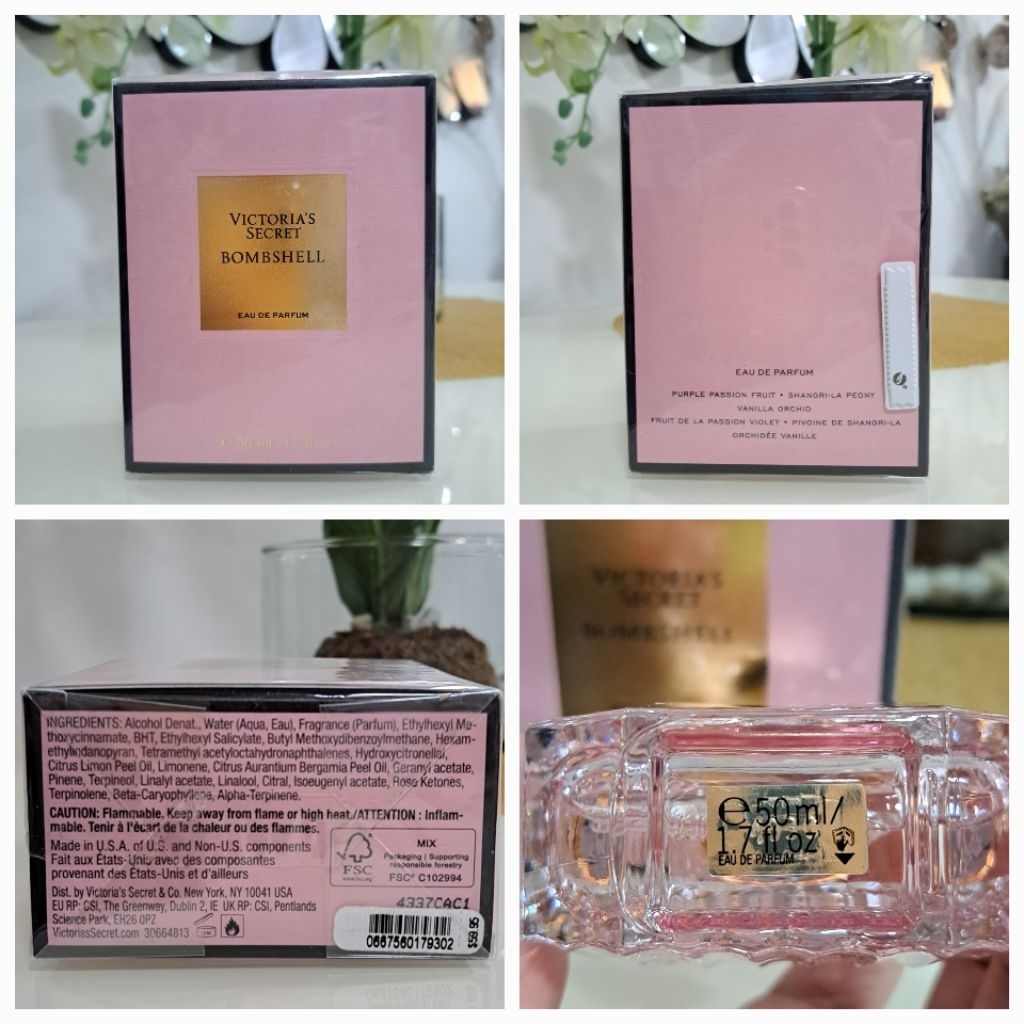 VICTORIA'S
SECRET
BOMBSHELL
EAU DE PARFUM
℮ 50 ml / 1.7 fl oz
EAU DE PARFUM
PURPLE PASSION FRUIT • SHANGRI-LA PEONY
VANILLA ORCHID
FRUIT DE LA PASSION VIOLET • PIVOINE DE SHANGRI-LA
ORCHIDÉE VANILLE
INGREDIENTS: Alcohol Denat., Water (Aqua, Eau), Fragrance (Parfum), Ethylhexyl Me-
thoxycinnamate, BHT, Ethylhexyl Salicylate, Butyl Methoxydibenzoylmethane, Hexam-
ethylindanopyran, Tetramethyl acetyloctahydronaphthalenes, Hydroxycitronellal,
Citrus Limon Peel Oil, Limonene, Citrus Aurantium Bergamia Peel Oil, Geranyl acetate,
Pinene, Terpineol, Linalyl acetate, Linalool, Citral, Isoeugenyl acetate, Rose Ketones,
Terpinolene, Beta-Caryophyllene, Alpha-Terpinene.
CAUTION: Flammable. Keep away from flame or high heat./ATTENTION : Inflam-
mable. Tenir à l'écart de la chaleur ou des flammes.
Made in U.S.A. of U.S. and Non-U.S. components
Fait aux États-Unis avec des composantes
provenant des États-Unis et d'ailleurs
Dist. by Victoria's Secret & Co. New York, NY 10041 USA
EU RP: CSI, The Greenway, Dublin 2, IE UK RP: CSI, Pentlands
Science Park, EH26 0PZ
VictoriasSecret.com 30664813
FSC
www.fsc.org
MIX
Packaging | Supporting
responsible forestry
FSC® C102994
4337CAC1
0667560179302
$59.95
VICTORIA'S
SECRET
BOMBSHELL
℮50ml/
1.7 fl oz
EAU DE PARFUM